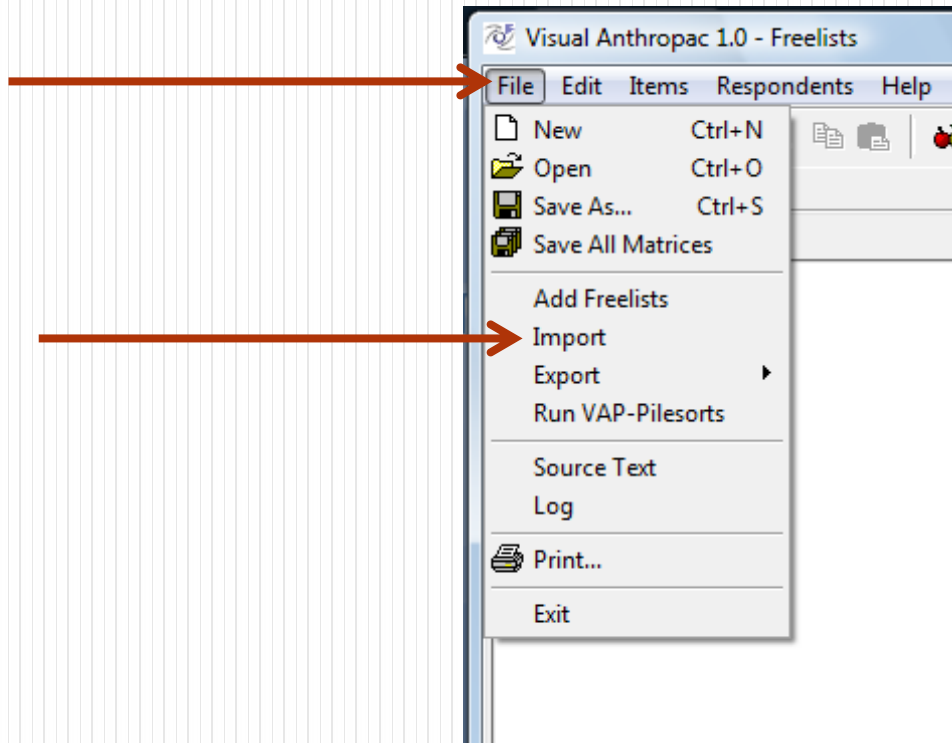 Visual Anthropac 1.0 - Freelists
File Edit Items Respondents Help
New Ctrl+N
Open Ctrl+O
Save As... Ctrl+S
Save All Matrices
Add Freelists
Import
Export
Run VAP-Pilesorts
Source Text
Log
Print...
Exit